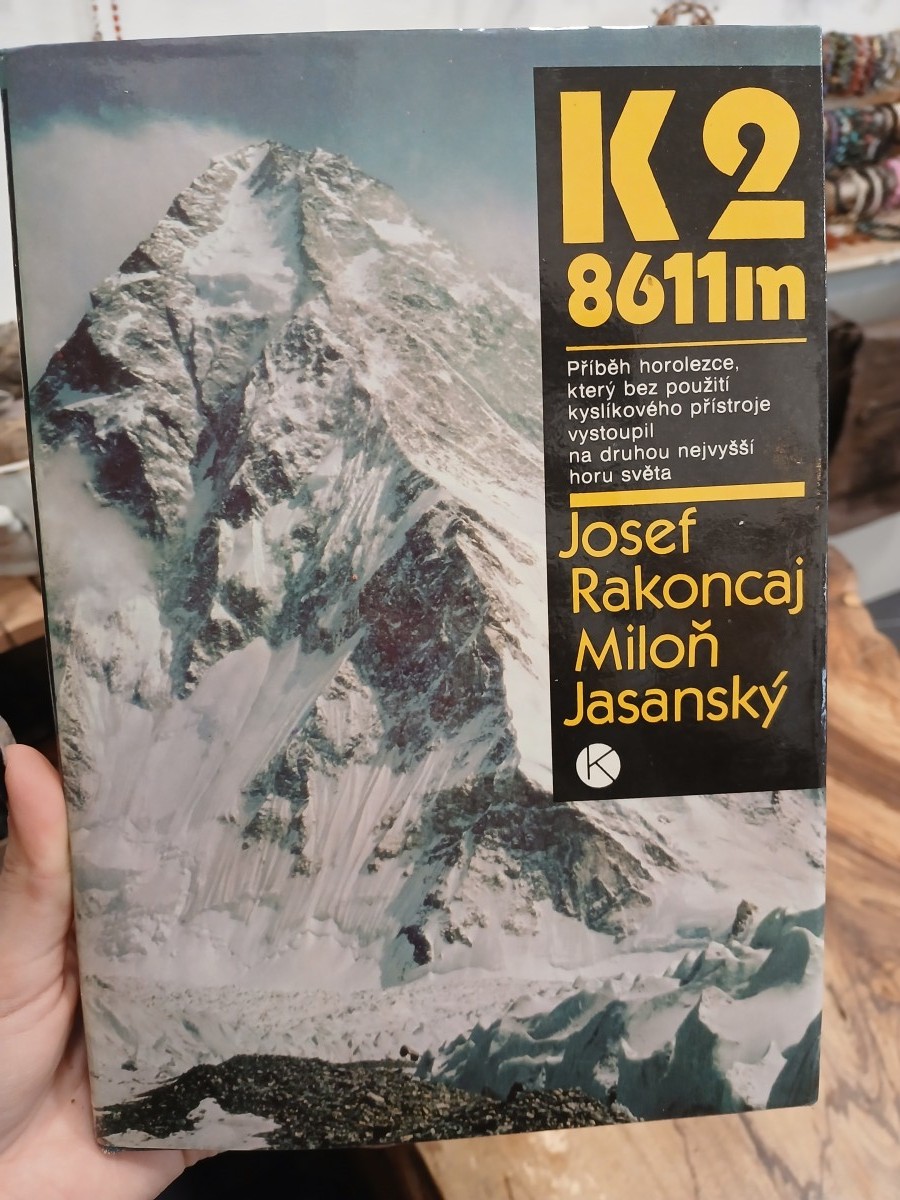 K2
8611m
Příběh horolezce,
který bez použití
kyslíkového přístroje
vystoupil
na druhou nejvyšší
horu světa
Josef
Rakoncaj
Miloň
Jasanský
K